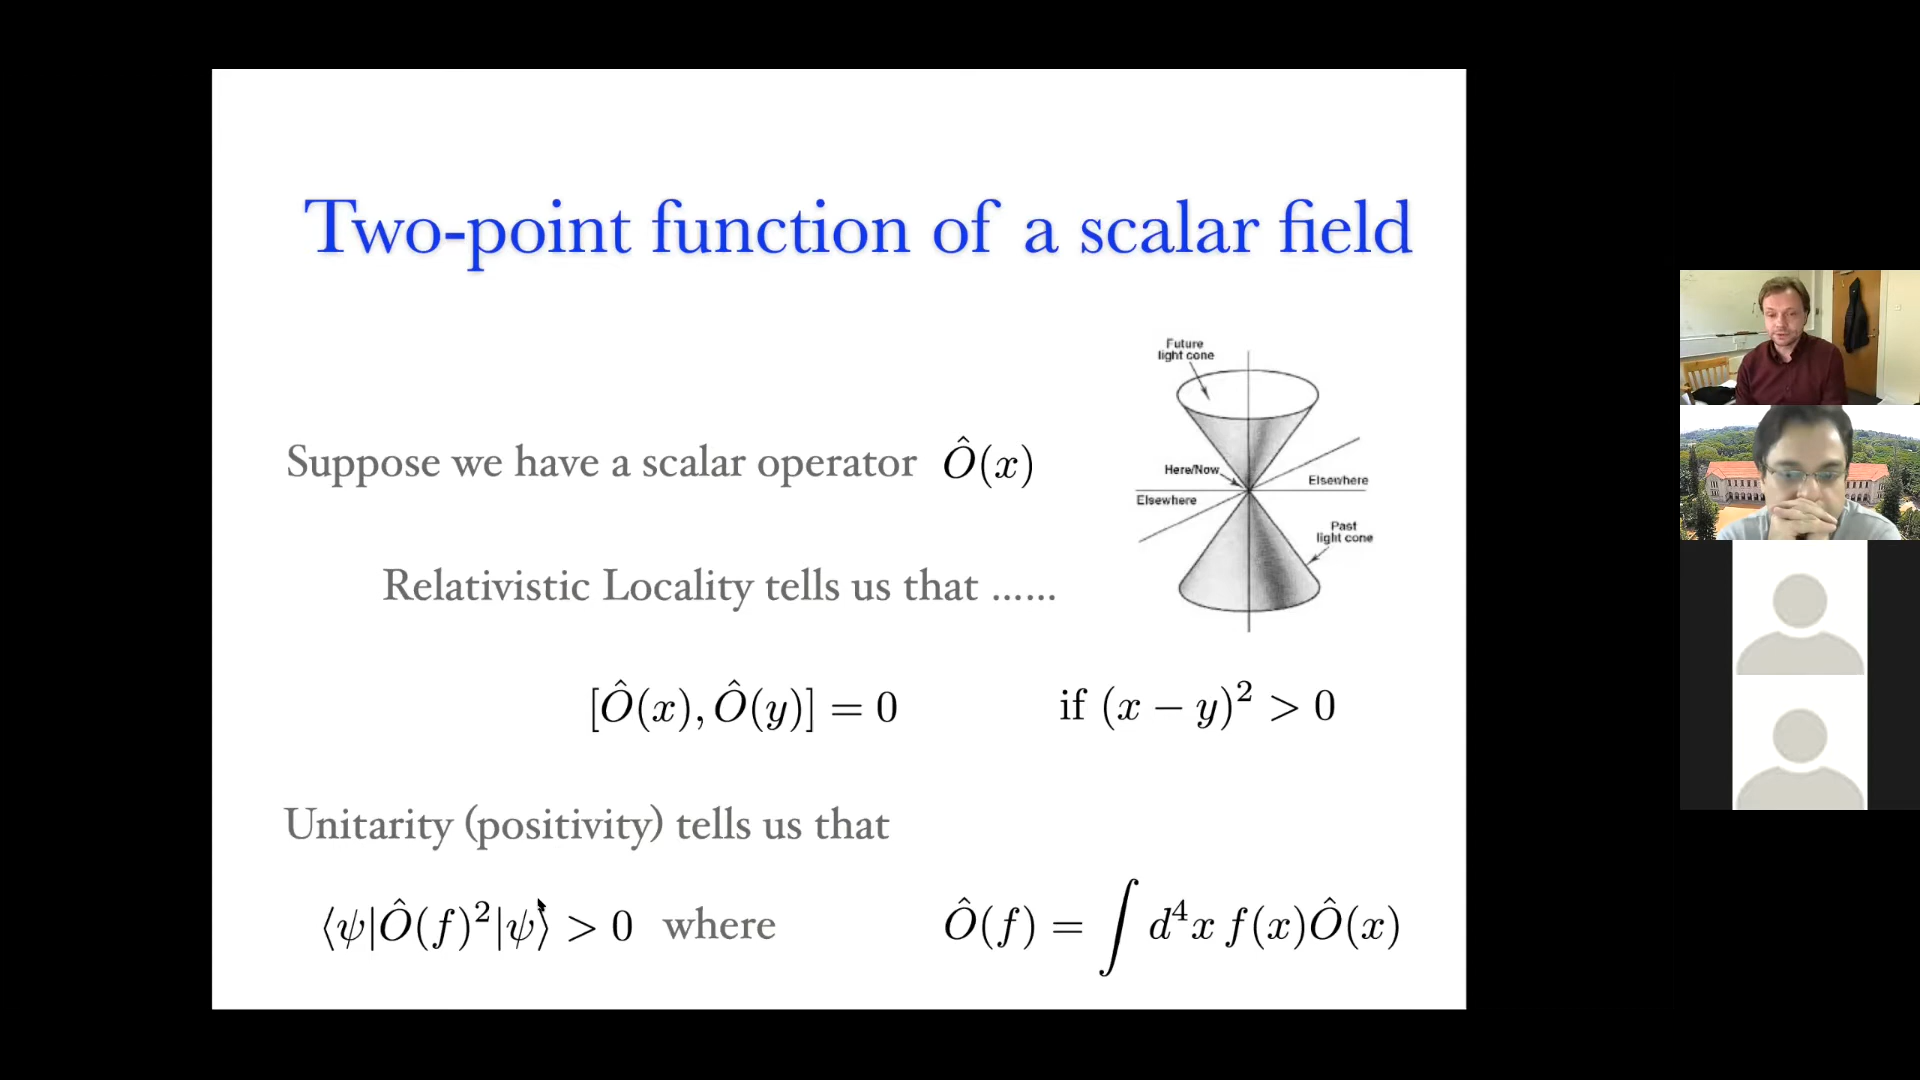 Two-point function of a scalar field
Future
light cone
Suppose we have a scalar operator Ô(x)
Here/Now
Elsewhere
Elsewhere
Past
light cone
Relativistic Locality tells us that ......
[Ô(x), Ô(y)] = 0 if (x − y)² > 0
Unitarity (positivity) tells us that
⟨ψ|Ô(f)²|ψ⟩ > 0 where Ô(f) = ∫ d⁴x f(x)Ô(x)